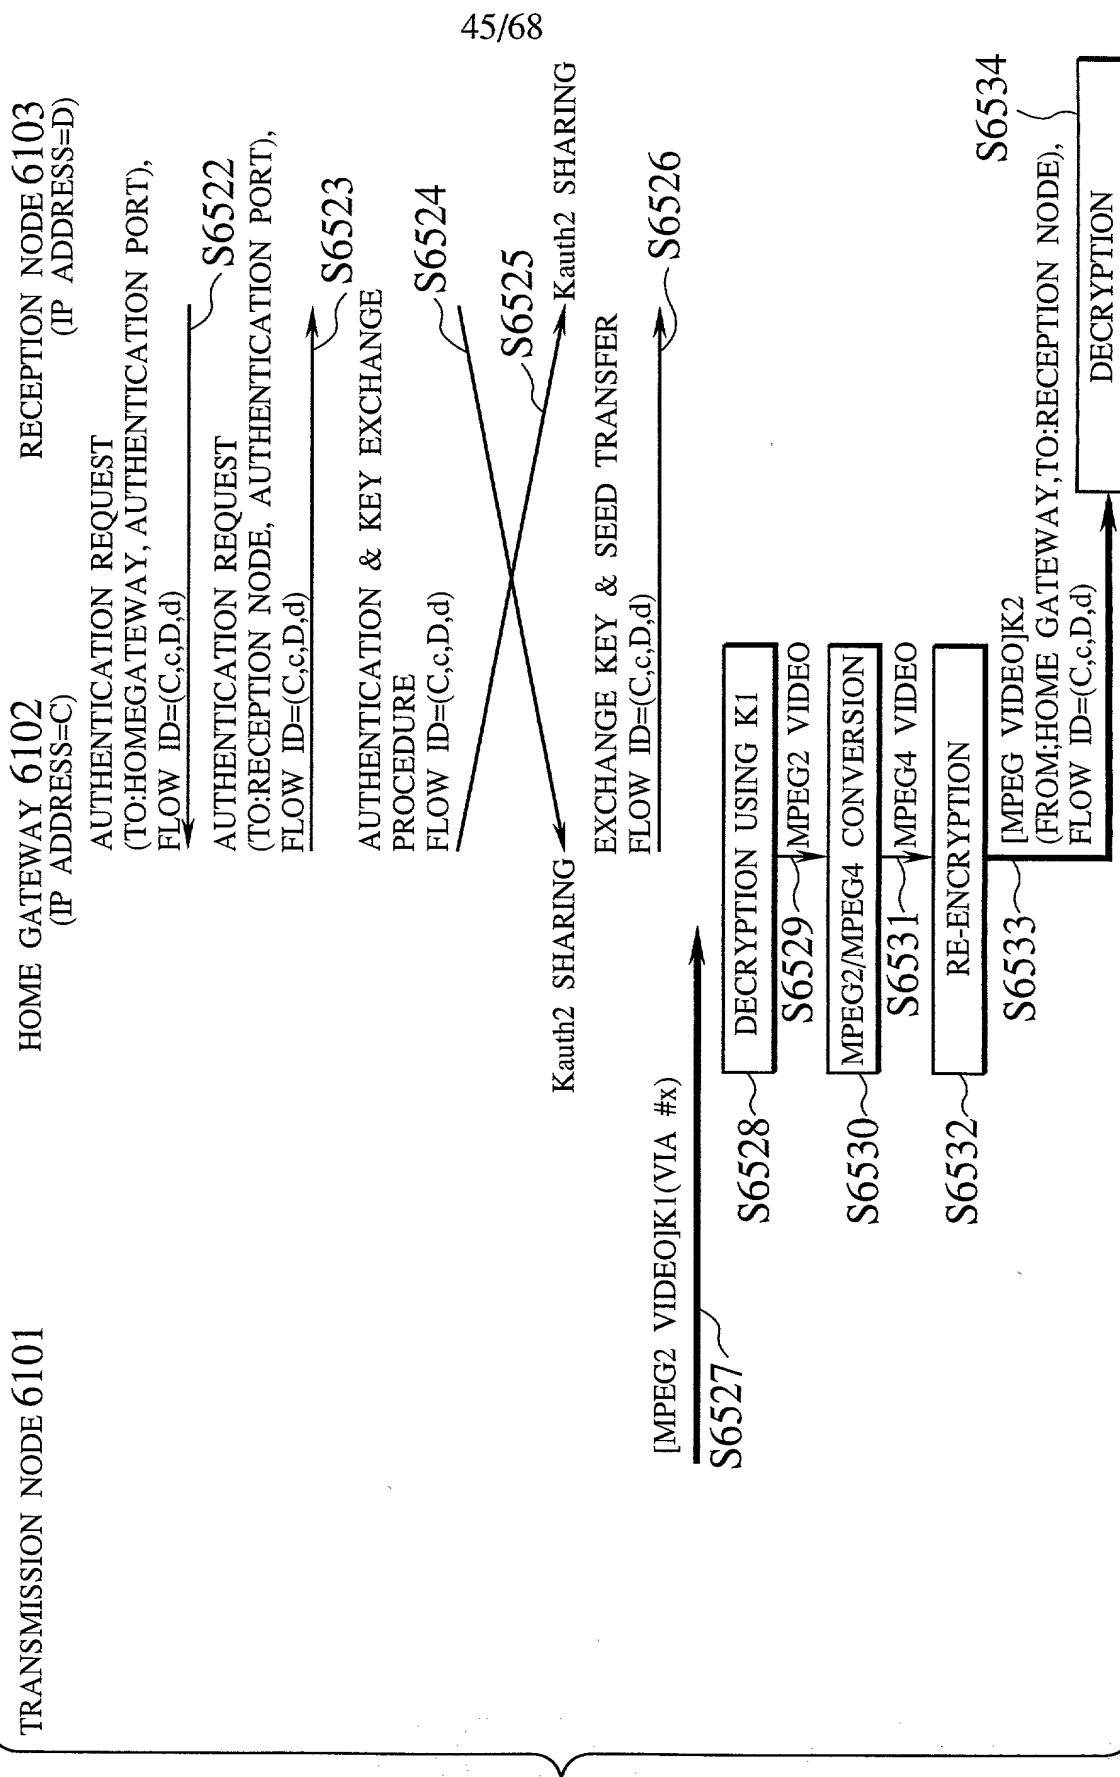 45/68
TRANSMISSION NODE 6101
HOME GATEWAY 6102
(IP ADDRESS=C)
RECEPTION NODE 6103
(IP ADDRESS=D)
AUTHENTICATION REQUEST
(TO:HOMEGATEWAY, AUTHENTICATION PORT),
FLOW ID=(C,c,D,d)
S6522
AUTHENTICATION REQUEST
(TO:RECEPTION NODE, AUTHENTICATION PORT),
FLOW ID=(C,c,D,d)
S6523
AUTHENTICATION & KEY EXCHANGE
PROCEDURE
FLOW ID=(C,c,D,d)
S6524
S6525
Kauth2 SHARING
Kauth2 SHARING
EXCHANGE KEY & SEED TRANSFER
FLOW ID=(C,c,D,d)
S6526
[MPEG2 VIDEO]K1(VIA #x)
S6527
DECRYPTION USING K1
S6528
S6529
MPEG2 VIDEO
MPEG2/MPEG4 CONVERSION
S6530
S6531
MPEG4 VIDEO
RE-ENCRYPTION
S6532
S6533
[MPEG VIDEO]K2
(FROM;HOME GATEWAY,TO:RECEPTION NODE),
FLOW ID=(C,c,D,d)
S6534
DECRYPTION